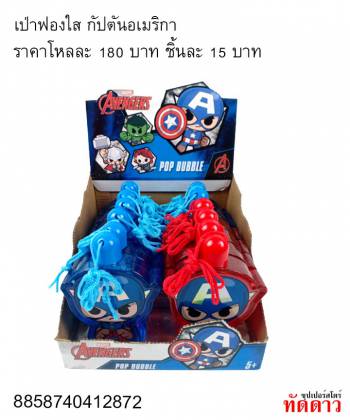 เป่าฟองใส กัปตันอเมริกา
ราคาโหลละ 180 บาท ชิ้นละ 15 บาท
MARVEL
AVENGERS
POP BUBBLE
AVENGERS
POP BUBBLE
5+
8858740412872
ซุปเปอร์สโตร์
ทัดดาว